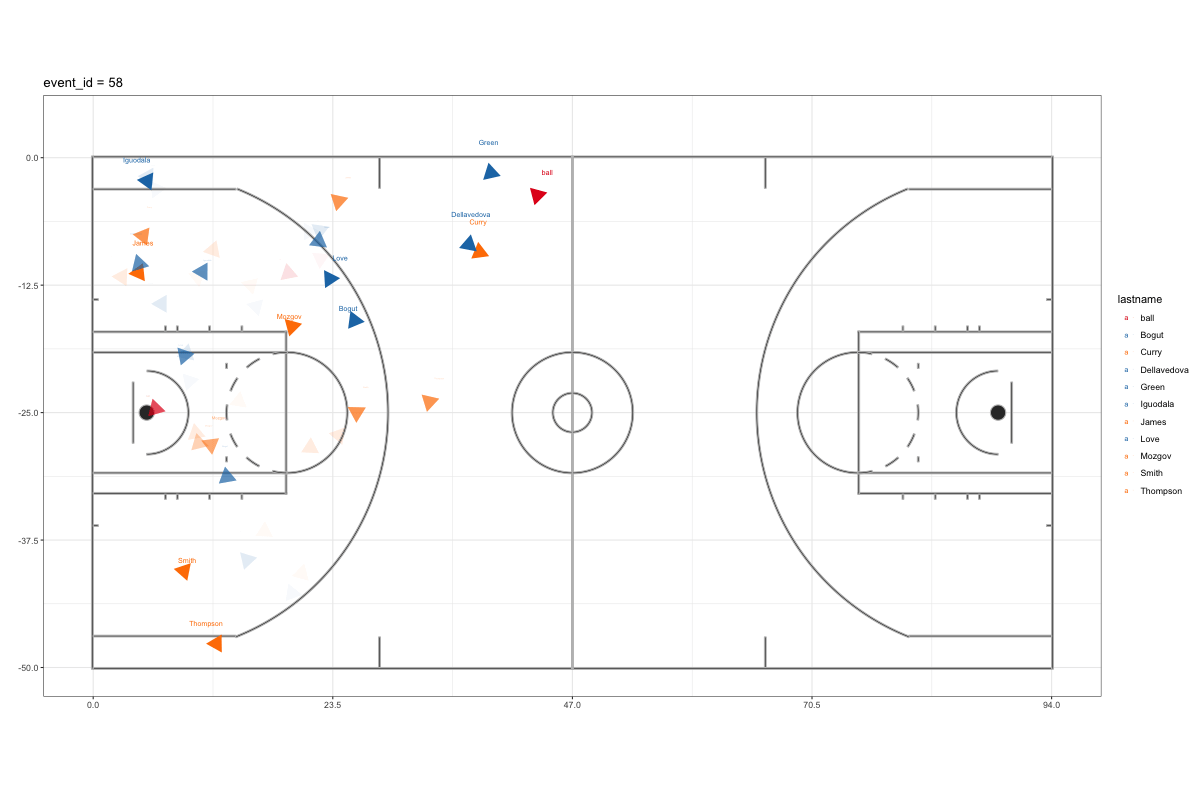 event_id = 58
Green
Iguodala
ball
Dellavedova
Curry
James
Love
Bogut
Mozgov
Smith
Thompson
0.0
-12.5
-25.0
-37.5
-50.0
0.0
23.5
47.0
70.5
94.0
lastname
a ball
a Bogut
a Curry
a Dellavedova
a Green
a Iguodala
a James
a Love
a Mozgov
a Smith
a Thompson